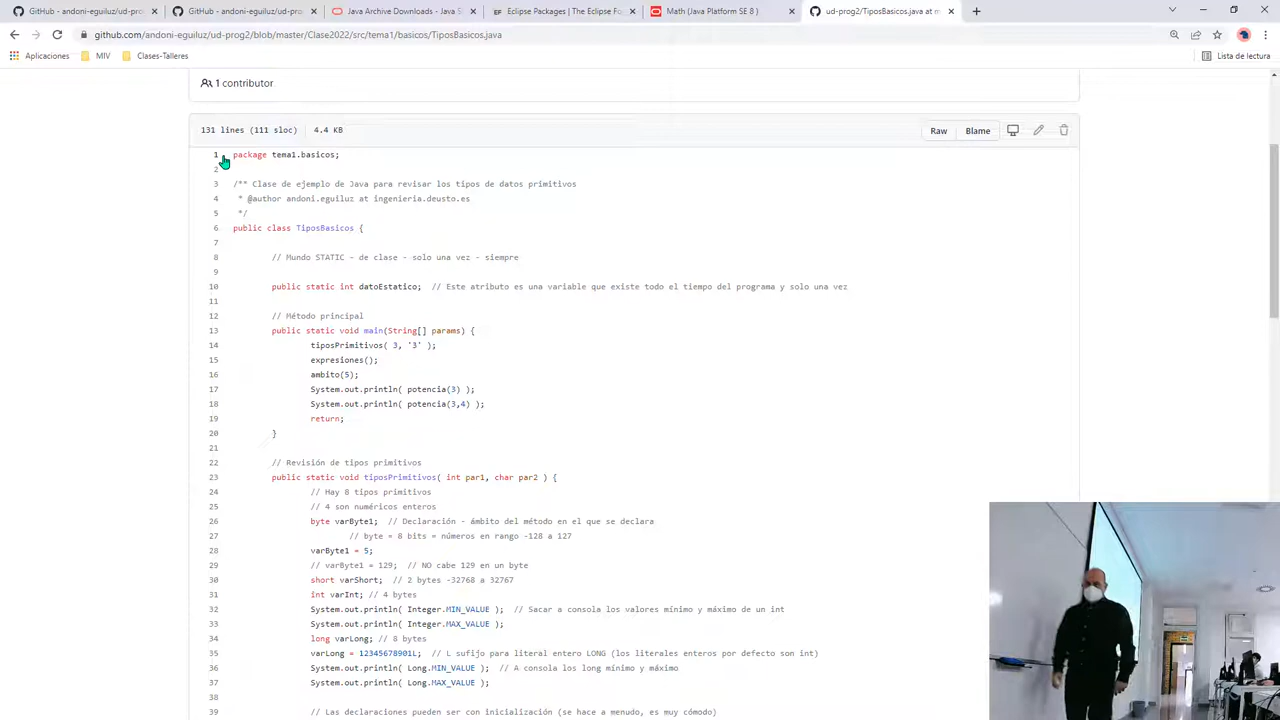 GitHub - andoni-eguiluz/ud-pro
GitHub - andoni-eguiluz/ud-pro
Java Archive Downloads - Java S
Eclipse Packages | The Eclipse Fo
Math (Java Platform SE 8 )
ud-prog2/TiposBasicos.java at m
github.com/andoni-eguiluz/ud-prog2/blob/master/Clase2022/src/tema1/basicos/TiposBasicos.java
Aplicaciones
MIV
Clases-Talleres
Lista de lectura
1 contributor
131 lines (111 sloc) 4.4 KB
Raw Blame
1 package tema1.basicos;
2
3 /** Clase de ejemplo de Java para revisar los tipos de datos primitivos
4 * @author andoni.eguiluz at ingenieria.deusto.es
5 */
6 public class TiposBasicos {
7
8 // Mundo STATIC - de clase - solo una vez - siempre
9
10 public static int datoEstatico; // Este atributo es una variable que existe todo el tiempo del programa y solo una vez
11
12 // Método principal
13 public static void main(String[] params) {
14 tiposPrimitivos( 3, '3' );
15 expresiones();
16 ambito(5);
17 System.out.println( potencia(3) );
18 System.out.println( potencia(3,4) );
19 return;
20 }
21
22 // Revisión de tipos primitivos
23 public static void tiposPrimitivos( int par1, char par2 ) {
24 // Hay 8 tipos primitivos
25 // 4 son numéricos enteros
26 byte varByte1; // Declaración - ámbito del método en el que se declara
27 // byte = 8 bits = números en rango -128 a 127
28 varByte1 = 5;
29 // varByte1 = 129; // NO cabe 129 en un byte
30 short varShort; // 2 bytes -32768 a 32767
31 int varInt; // 4 bytes
32 System.out.println( Integer.MIN_VALUE ); // Sacar a consola los valores mínimo y máximo de un int
33 System.out.println( Integer.MAX_VALUE );
34 long varLong; // 8 bytes
35 varLong = 12345678901L; // L sufijo para literal entero LONG (los literales enteros por defecto son int)
36 System.out.println( Long.MIN_VALUE ); // A consola los long mínimo y máximo
37 System.out.println( Long.MAX_VALUE );
38
39 // Las declaraciones pueden ser con inicialización (se hace a menudo, es muy cómodo)